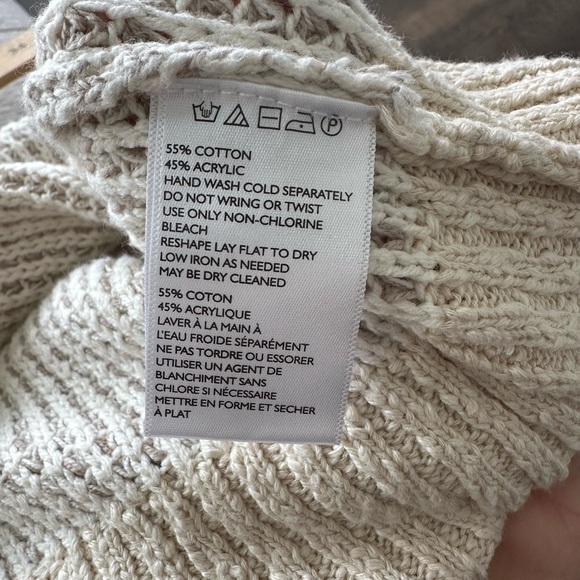 55% COTTON
45% ACRYLIC
HAND WASH COLD SEPARATELY
DO NOT WRING OR TWIST
USE ONLY NON-CHLORINE
BLEACH
RESHAPE LAY FLAT TO DRY
LOW IRON AS NEEDED
MAY BE DRY CLEANED
55% COTON
45% ACRYLIQUE
LAVER À LA MAIN À
L'EAU FROIDE SÉPARÉMENT
NE PAS TORDRE OU ESSORER
UTILISER UN AGENT DE
BLANCHIMENT SANS
CHLORE SI NÉCESSAIRE
METTRE EN FORME ET SECHER
À PLAT